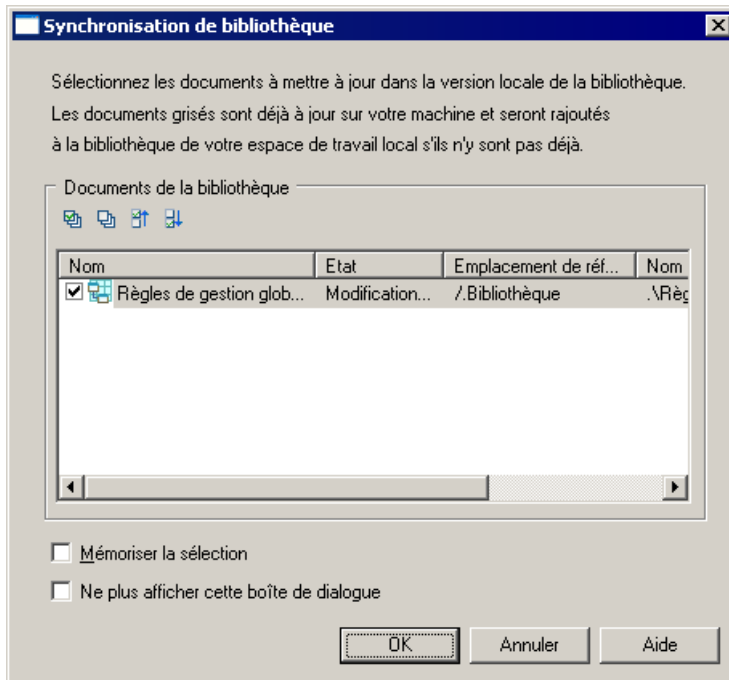 Synchronisation de bibliothèque
Sélectionnez les documents à mettre à jour dans la version locale de la bibliothèque.
Les documents grisés sont déjà à jour sur votre machine et seront rajoutés
à la bibliothèque de votre espace de travail local s'ils n'y sont pas déjà.
Documents de la bibliothèque
Nom Etat Emplacement de réf... Nom
Règles de gestion glob... Modification... /.Bibliothèque .\Règ
Mémoriser la sélection
Ne plus afficher cette boîte de dialogue
OK Annuler Aide